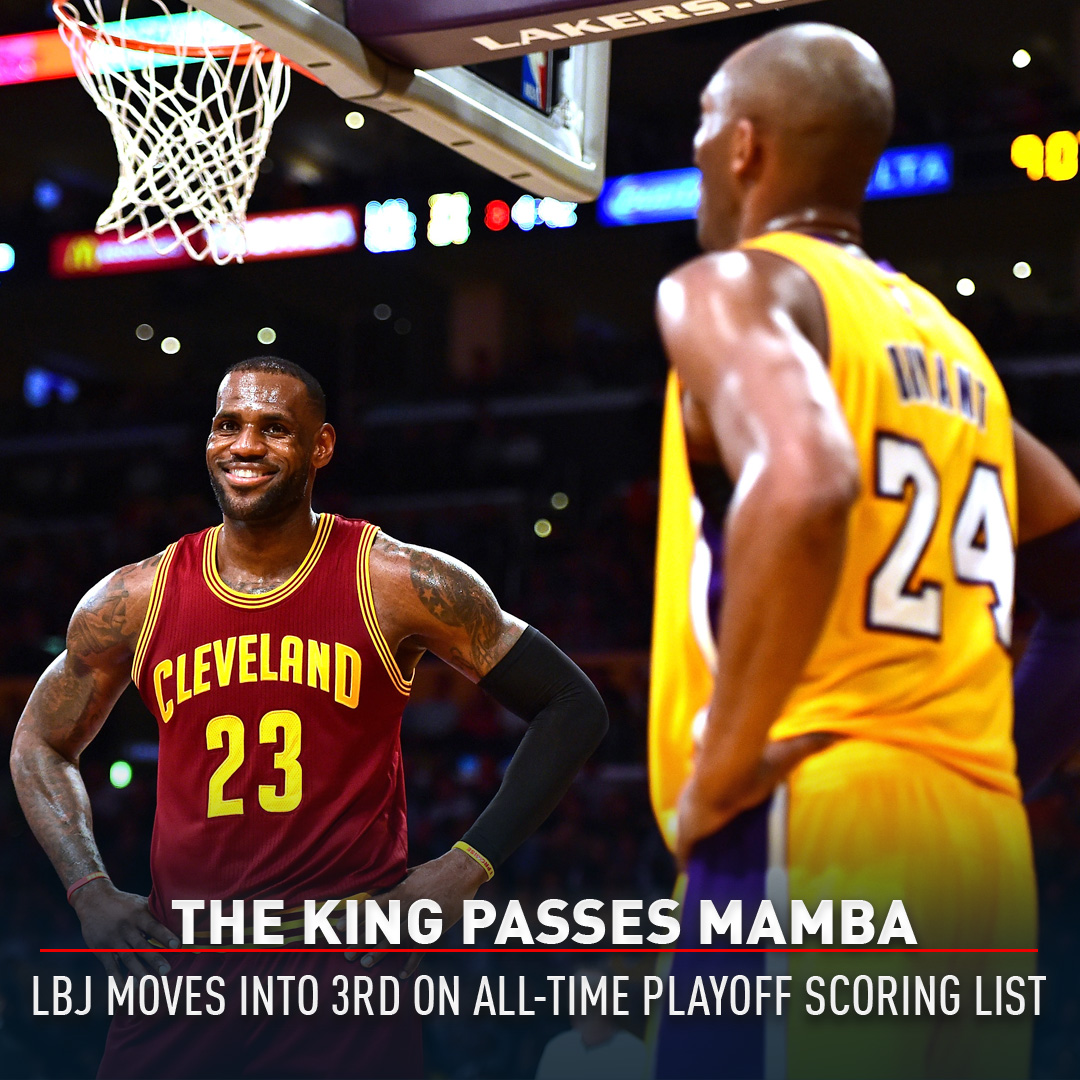 LAKERS.
BRYANT
24
CLEVELAND
23
THE KING PASSES MAMBA
LBJ MOVES INTO 3RD ON ALL-TIME PLAYOFF SCORING LIST